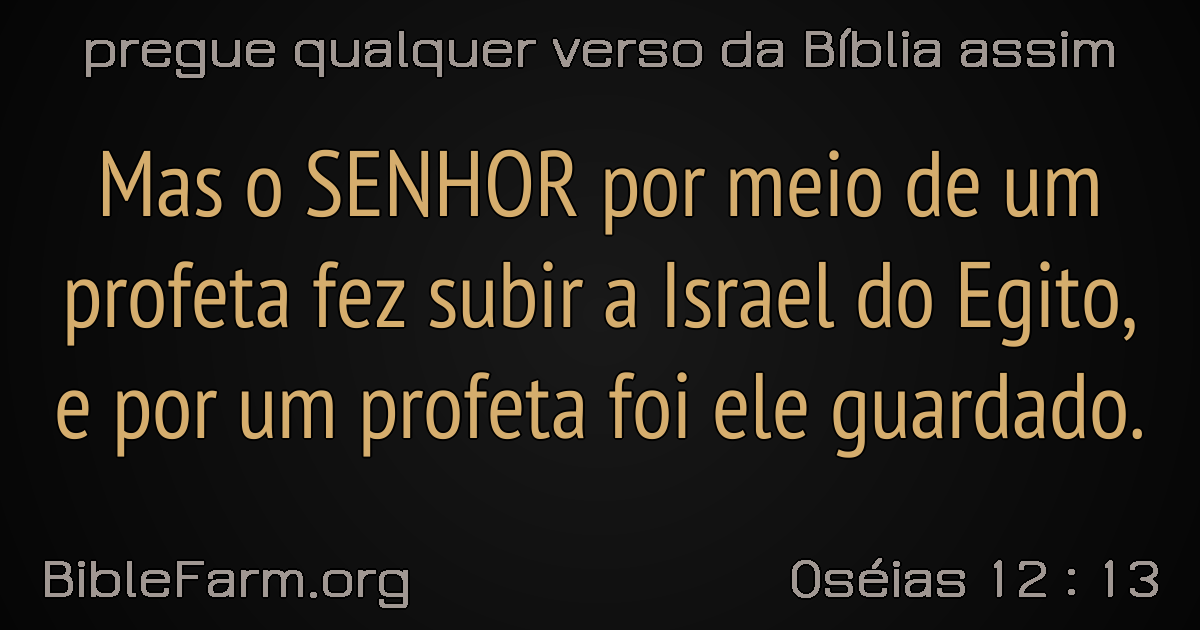 pregue qualquer verso da Bíblia assim
Mas o SENHOR por meio de um
profeta fez subir a Israel do Egito,
e por um profeta foi ele guardado.
BibleFarm.org
Oséias 12 : 13